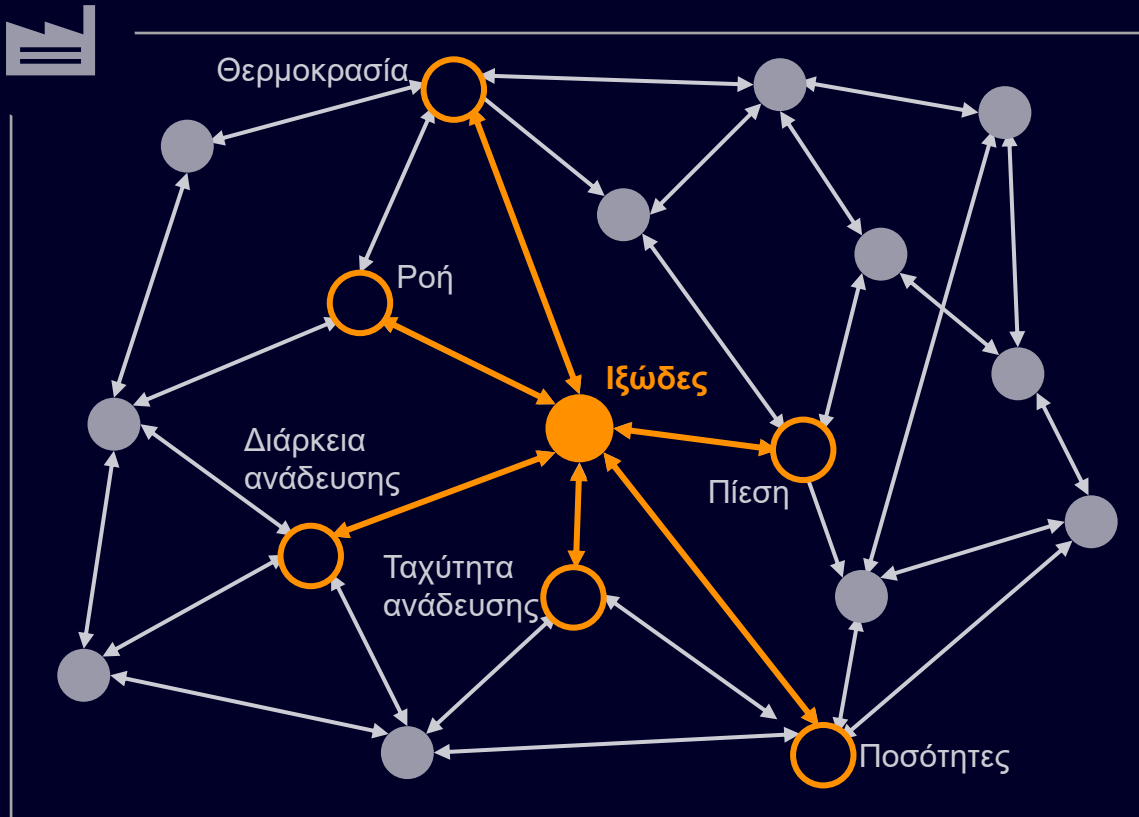 Θερμοκρασία
Ροή
Ιξώδες
Διάρκεια
ανάδευσης
Πίεση
Ταχύτητα
ανάδευσης
Ποσότητες